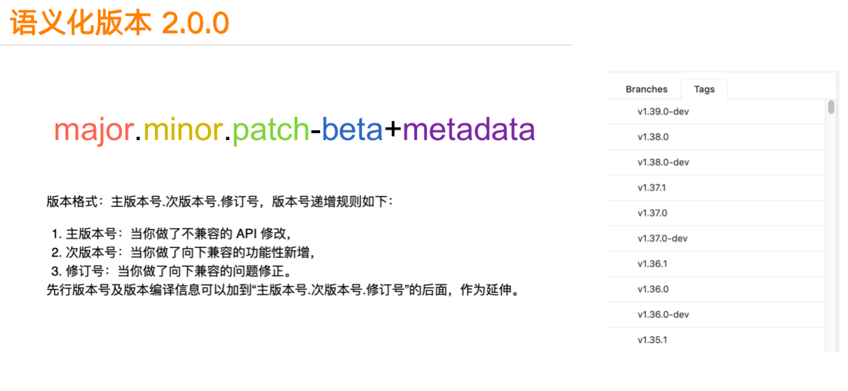 语义化版本 2.0.0
major.minor.patch-beta+metadata
版本格式：主版本号.次版本号.修订号，版本号递增规则如下：
1. 主版本号：当你做了不兼容的 API 修改，
2. 次版本号：当你做了向下兼容的功能性新增，
3. 修订号：当你做了向下兼容的问题修正。
先行版本号及版本编译信息可以加到“主版本号.次版本号.修订号”的后面，作为延伸。
Branches Tags
v1.39.0-dev
v1.38.0
v1.38.0-dev
v1.37.1
v1.37.0
v1.37.0-dev
v1.36.1
v1.36.0
v1.36.0-dev
v1.35.1